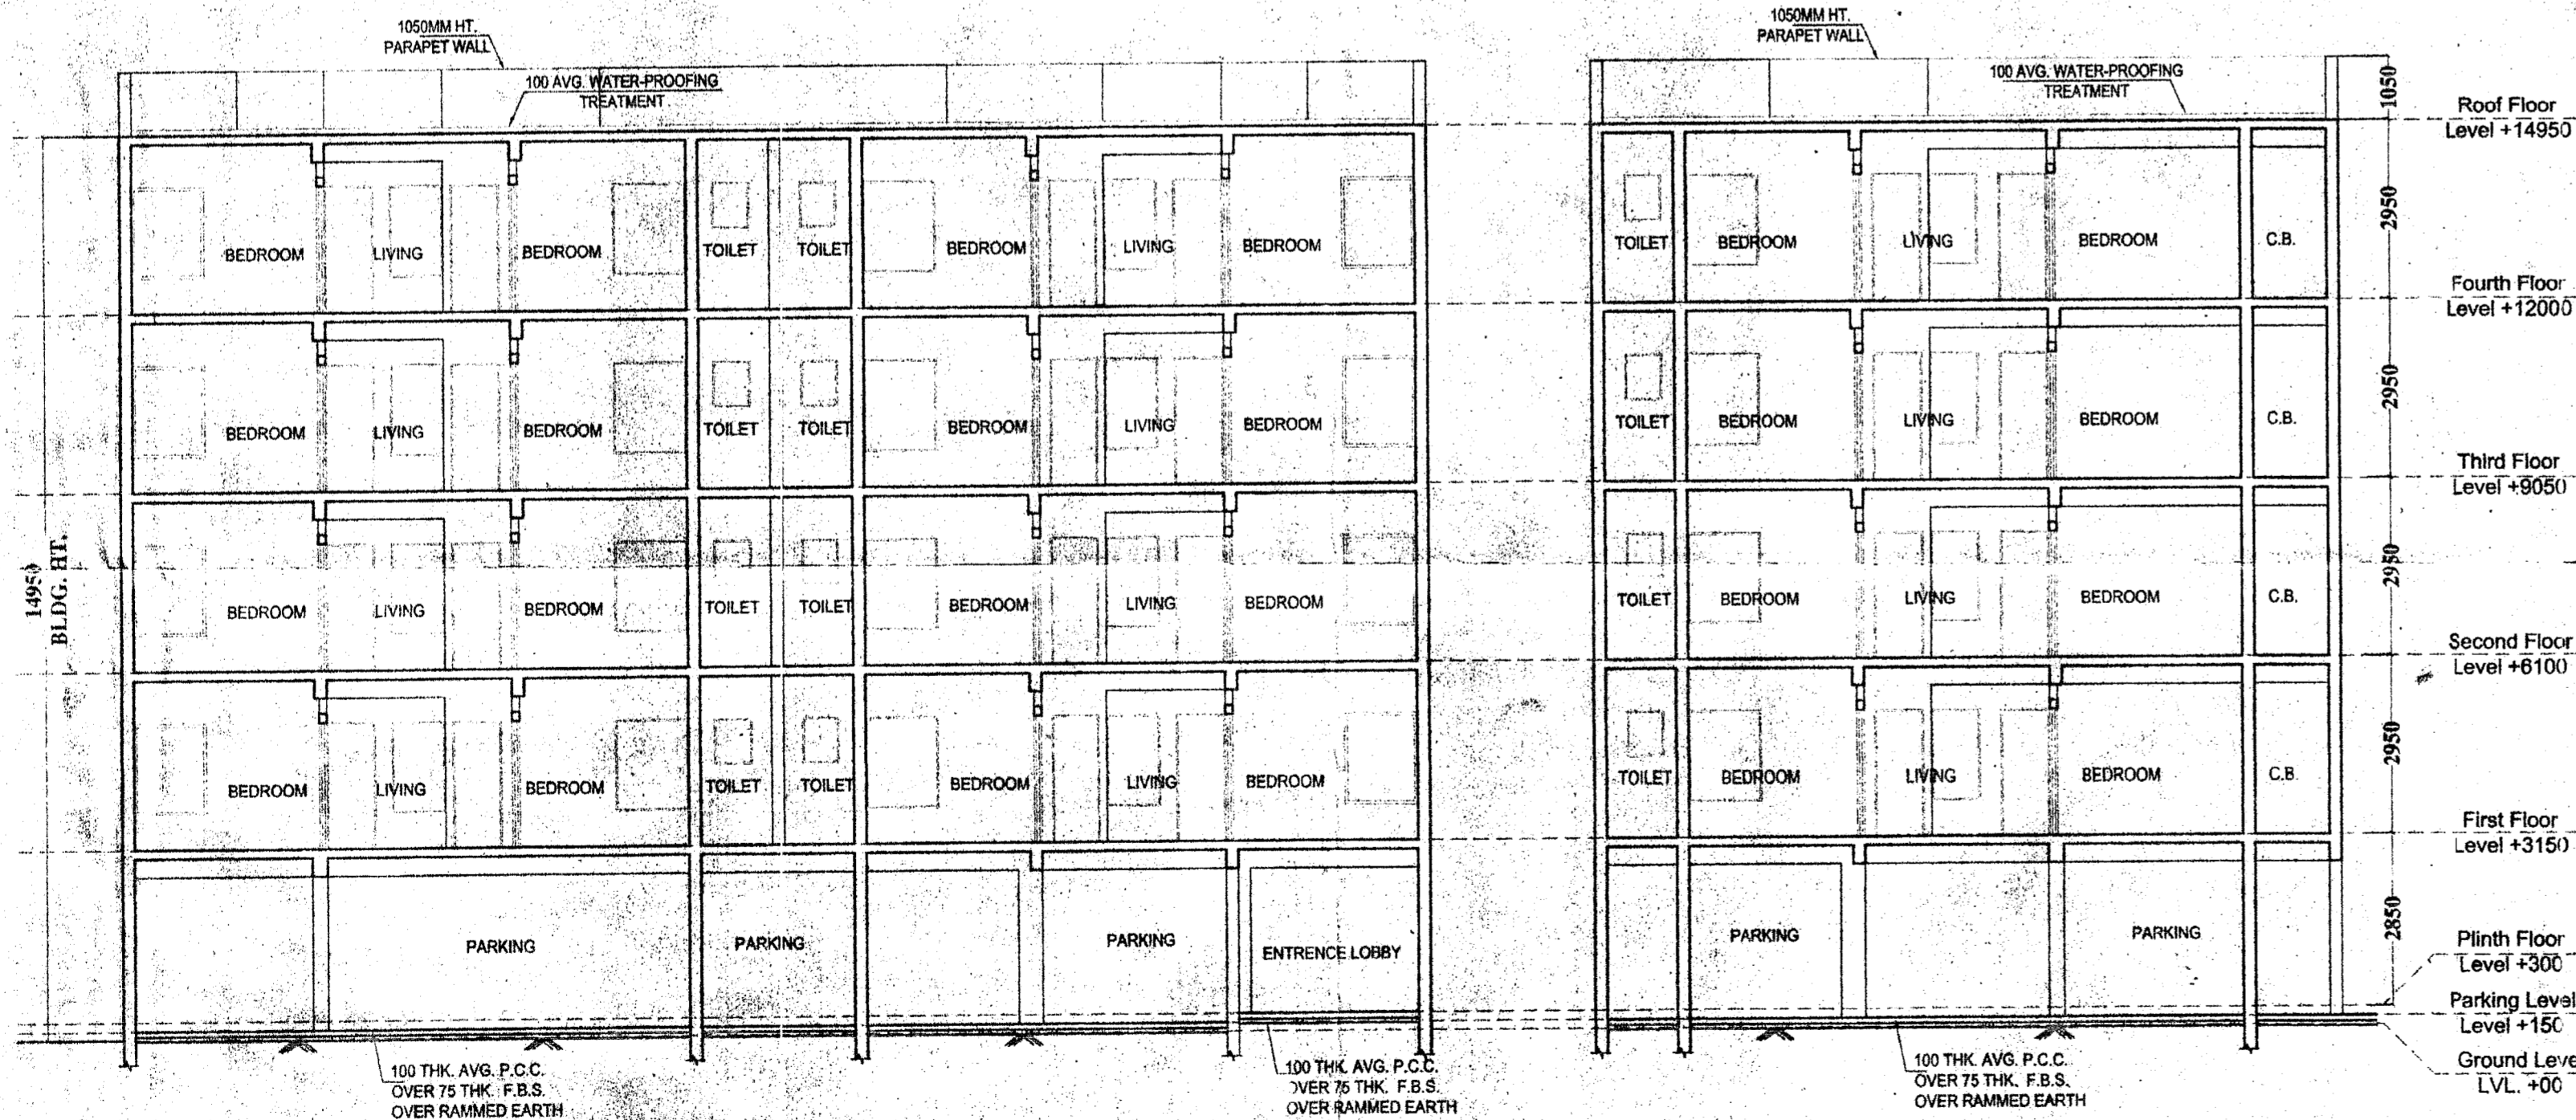 1050MM HT.
PARAPET WALL
100 AVG. WATER-PROOFING
TREATMENT
1050MM HT.
PARAPET WALL
100 AVG. WATER-PROOFING
TREATMENT
1050
Roof Floor
Level +14950
BEDROOM LIVING BEDROOM TOILET TOILET BEDROOM LIVING BEDROOM
TOILET BEDROOM LIVING BEDROOM C.B.
2950
Fourth Floor
Level +12000
BEDROOM LIVING BEDROOM TOILET TOILET BEDROOM LIVING BEDROOM
TOILET BEDROOM LIVING BEDROOM C.B.
2950
Third Floor
Level +9050
14950
BLDG. HT.
BEDROOM LIVING BEDROOM TOILET TOILET BEDROOM LIVING BEDROOM
TOILET BEDROOM LIVING BEDROOM C.B.
2950
Second Floor
Level +6100
BEDROOM LIVING BEDROOM TOILET TOILET BEDROOM LIVING BEDROOM
TOILET BEDROOM LIVING BEDROOM C.B.
2950
First Floor
Level +3150
PARKING PARKING PARKING ENTRENCE LOBBY
PARKING PARKING
2850
Plinth Floor
Level +300
Parking Level
Level +150
Ground Leve
LVL. +00
100 THK. AVG. P.C.C.
OVER 75 THK. F.B.S.
OVER RAMMED EARTH
100 THK. AVG. P.C.C.
OVER 75 THK. F.B.S.
OVER RAMMED EARTH
100 THK. AVG. P.C.C.
OVER 75 THK. F.B.S.
OVER RAMMED EARTH